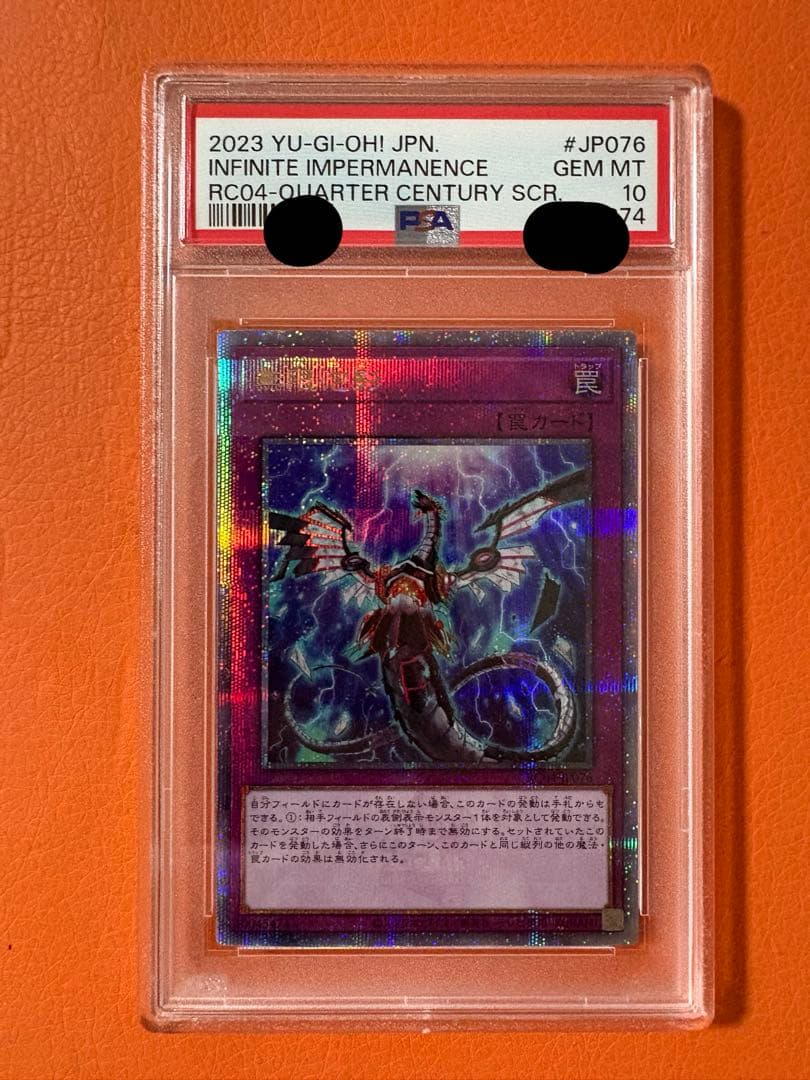 2023 YU-GI-OH! JPN. #JP076
INFINITE IMPERMANENCE GEM MT
RC04-QUARTER CENTURY SCR. 10
PSA 74
トラップ
罠
【罠カード】
自分フィールドにカードが存在しない場合、このカードの発動は手札からも
できる。①:相手フィールドの表側表示モンスター1体を対象として発動できる。
そのモンスターの効果をターン終了時まで無効にする。セットされていたこの
カードを発動した場合、さらにこのターン、このカードと同じ縦列の他の魔法・
罠カードの効果は無効化される。